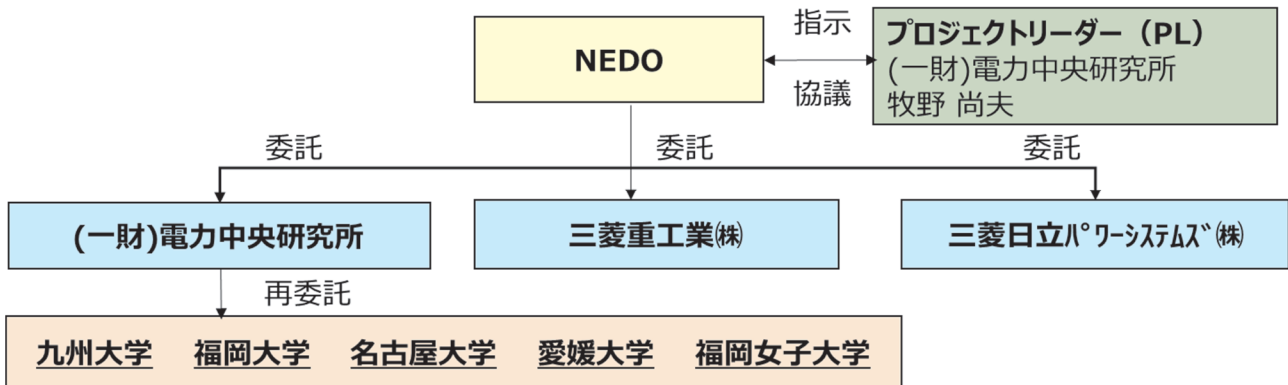 指示
NEDO
協議
プロジェクトリーダー（PL）
(一財)電力中央研究所
牧野 尚夫
委託 委託 委託
(一財)電力中央研究所 三菱重工業㈱ 三菱日立ﾊﾟﾜｰシステムｽﾞ㈱
再委託
九州大学 福岡大学 名古屋大学 愛媛大学 福岡女子大学